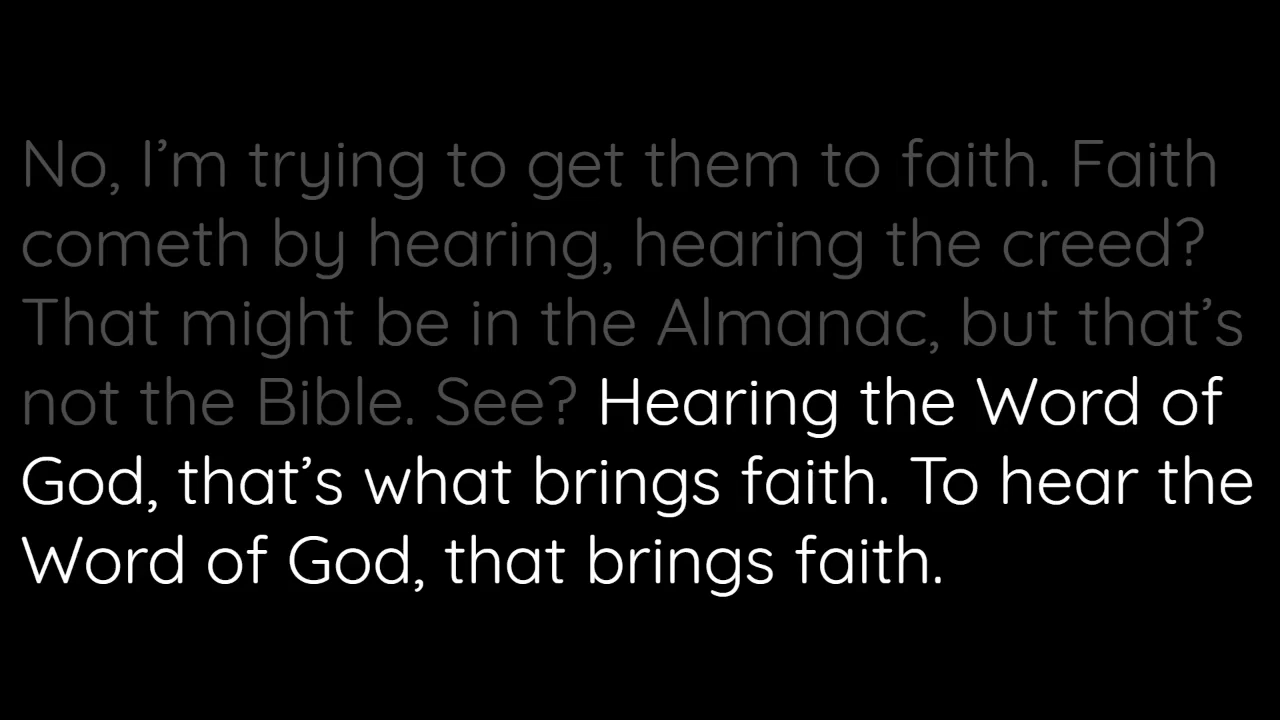 No, I’m trying to get them to faith. Faith
cometh by hearing, hearing the creed?
That might be in the Almanac, but that’s
not the Bible. See? Hearing the Word of
God, that’s what brings faith. To hear the
Word of God, that brings faith.